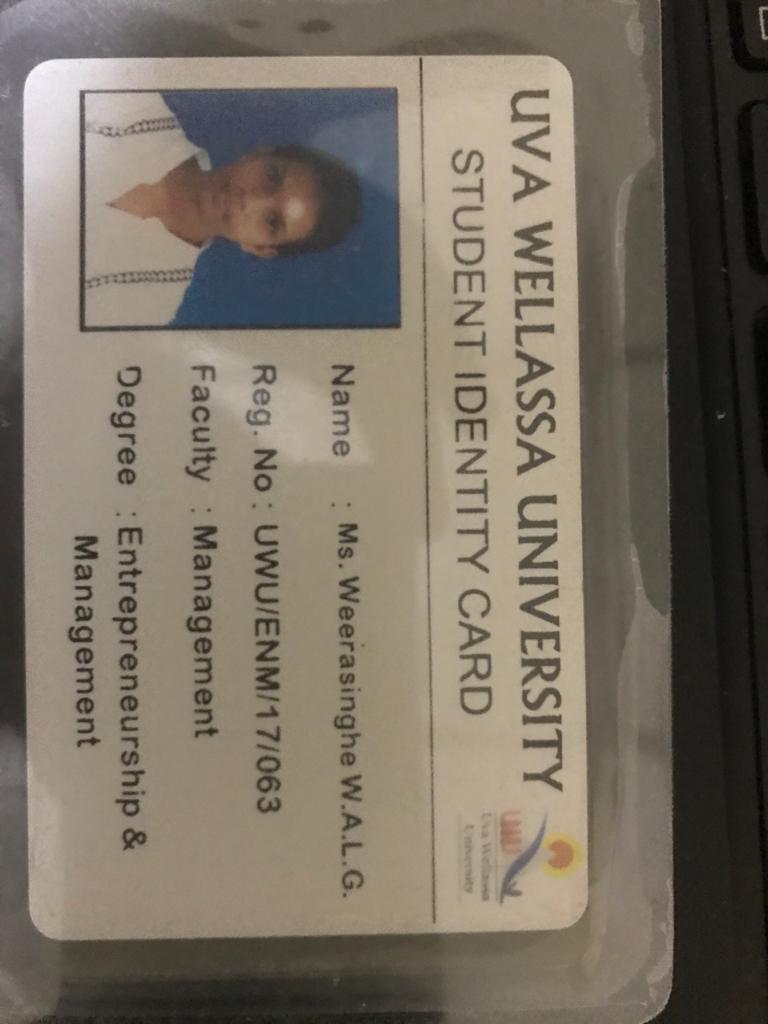 UVA WELLASSA UNIVERSITY
STUDENT IDENTITY CARD
UWU
Uva Wellassa
University
Name : Ms. Weerasinghe W.A.L.G.
Reg. No : UWU/ENM/17/063
Faculty : Management
Degree : Entrepreneurship &
Management